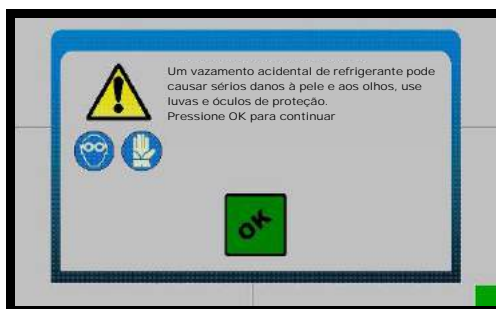 Um vazamento acidental de refrigerante pode
causar sérios danos à pele e aos olhos, use
luvas e óculos de proteção.
Pressione OK para continuar
OK